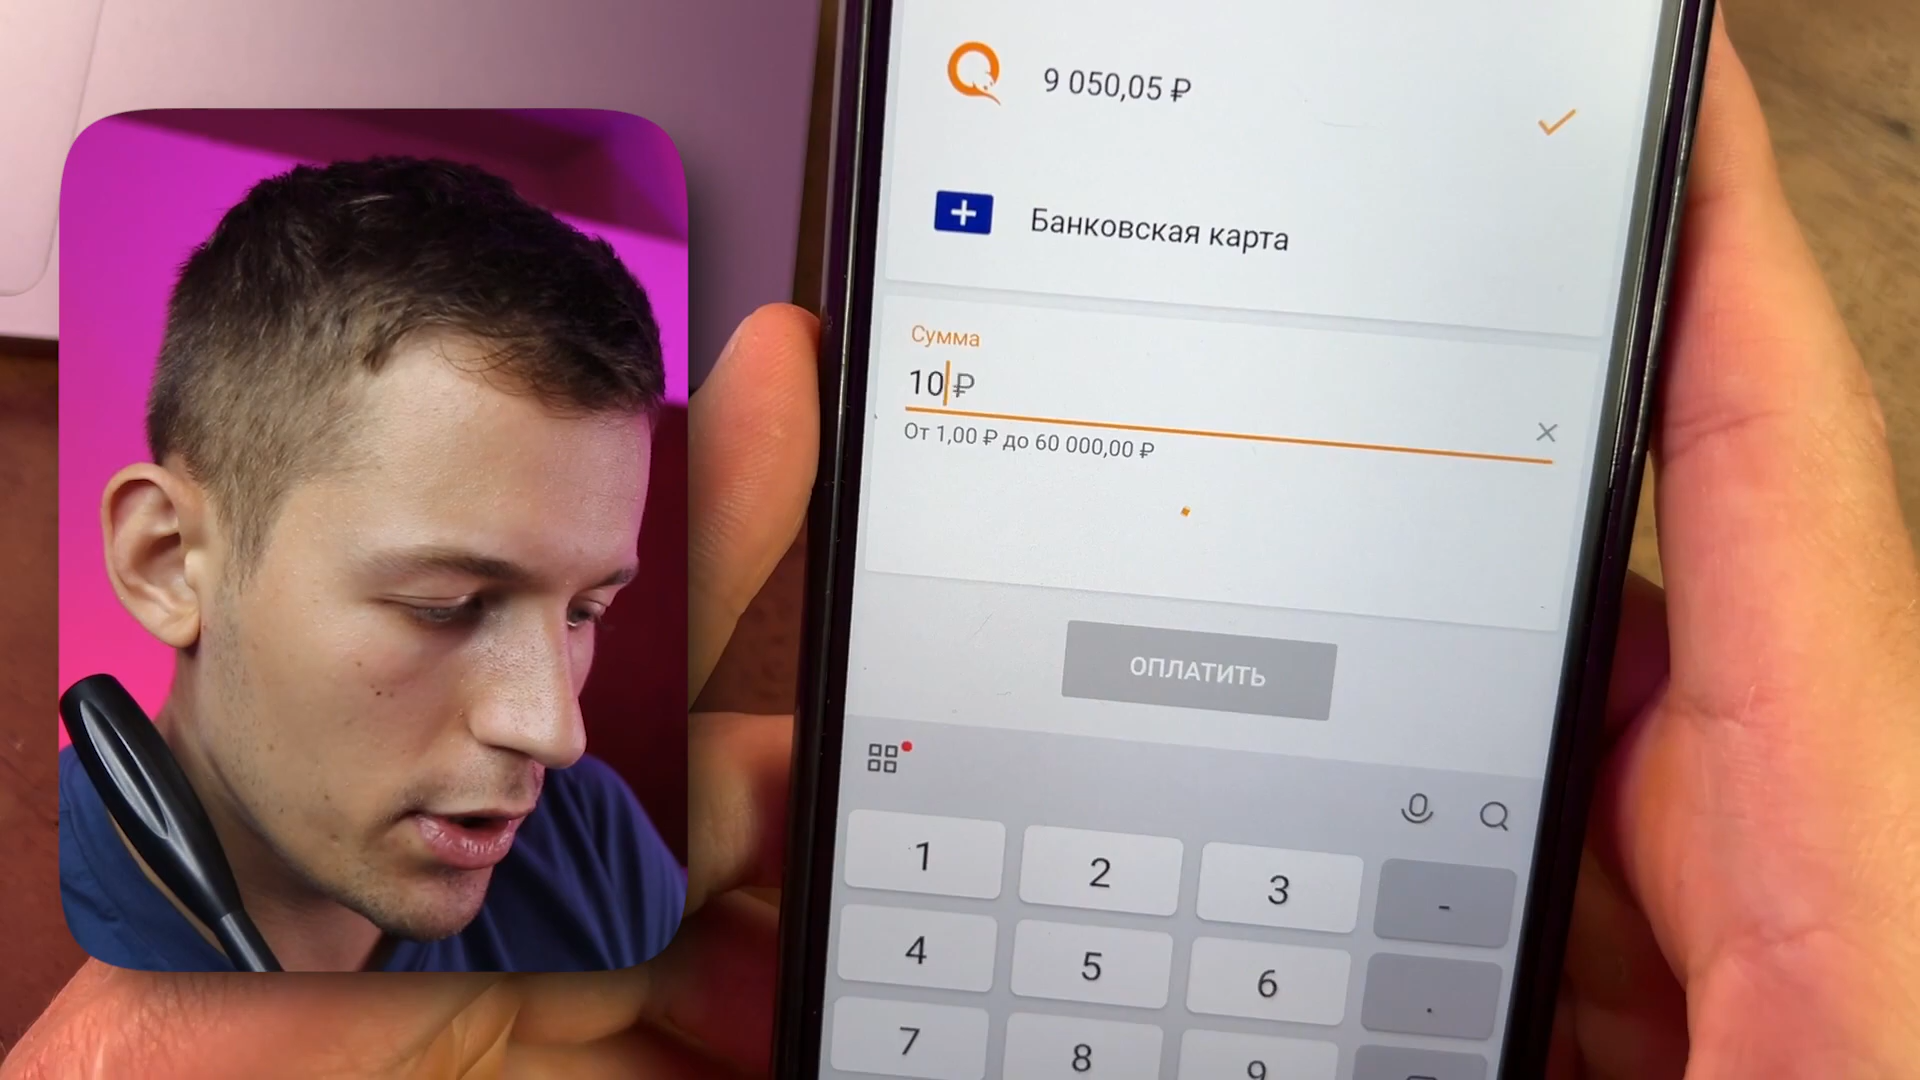 9 050,05 ₽
Банковская карта
Сумма
10 ₽
От 1,00 ₽ до 60 000,00 ₽
ОПЛАТИТЬ
1 2 3 -
4 5 6 .
7 8 9